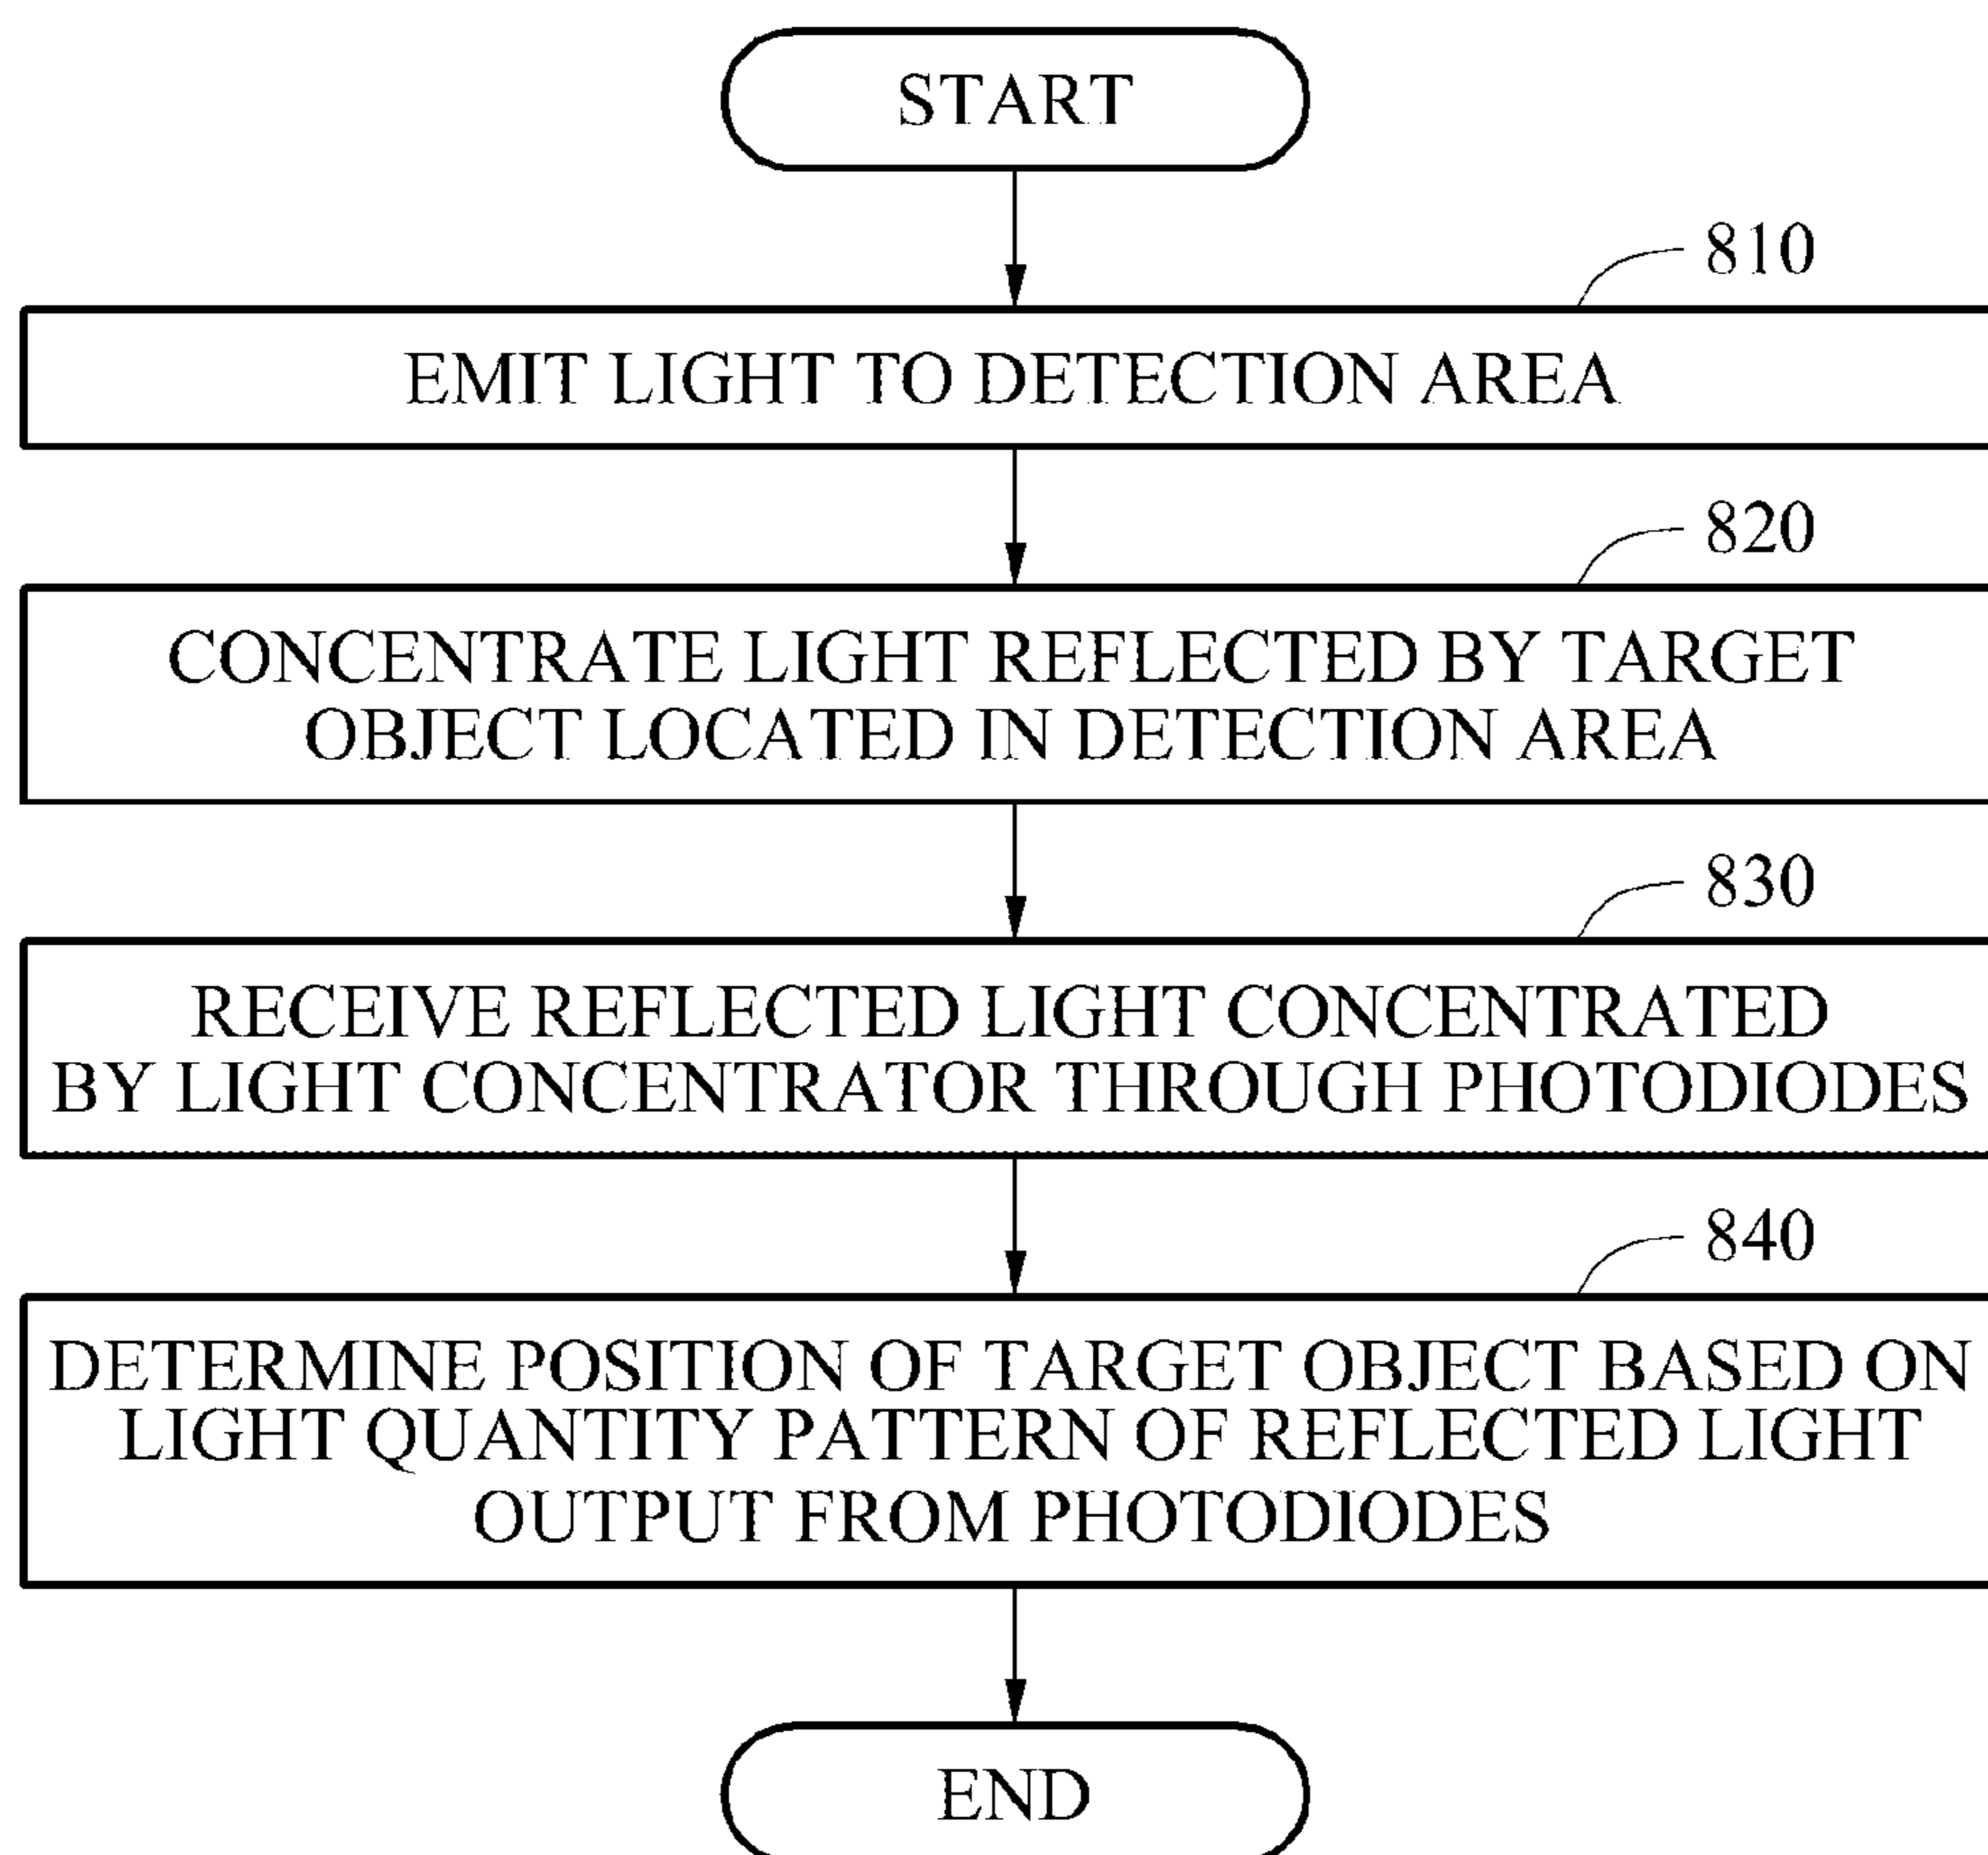 START
810
EMIT LIGHT TO DETECTION AREA
820
CONCENTRATE LIGHT REFLECTED BY TARGET
OBJECT LOCATED IN DETECTION AREA
830
RECEIVE REFLECTED LIGHT CONCENTRATED
BY LIGHT CONCENTRATOR THROUGH PHOTODIODES
840
DETERMINE POSITION OF TARGET OBJECT BASED ON
LIGHT QUANTITY PATTERN OF REFLECTED LIGHT
OUTPUT FROM PHOTODIODES
END